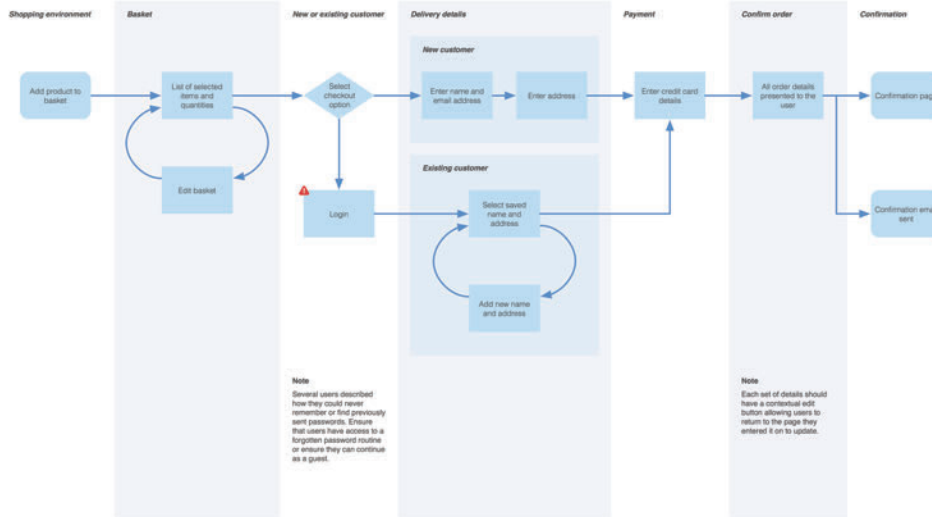 Shopping environment
Basket
New or existing customer
Delivery details
Payment
Confirm order
Confirmation
New customer
Add product to
basket
List of selected
items and
quantities
Select
checkout
option
Enter name and
email address
Enter address
Enter credit card
details
All order details
presented to the
user
Confirmation pag
Existing customer
Edit basket
Login
Select saved
name and
address
Confirmation ema
sent
Add new name
and address
Note
Several users described
how they could never
remember or find previously
sent passwords. Ensure
that users have access to a
forgotten password routine
or ensure they can continue
as a guest.
Note
Each set of details should
have a contextual edit
button allowing users to
return to the page they
entered it on to update.